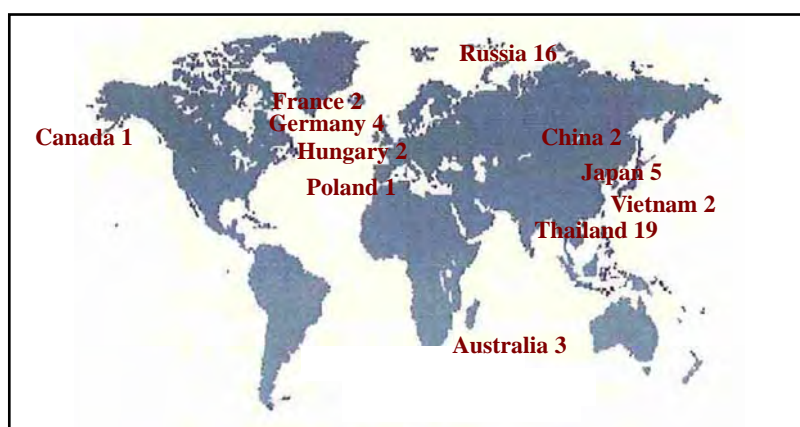 Russia 16
France 2
Germany 4
Canada 1
China 2
Hungary 2
Japan 5
Poland 1
Vietnam 2
Thailand 19
Australia 3